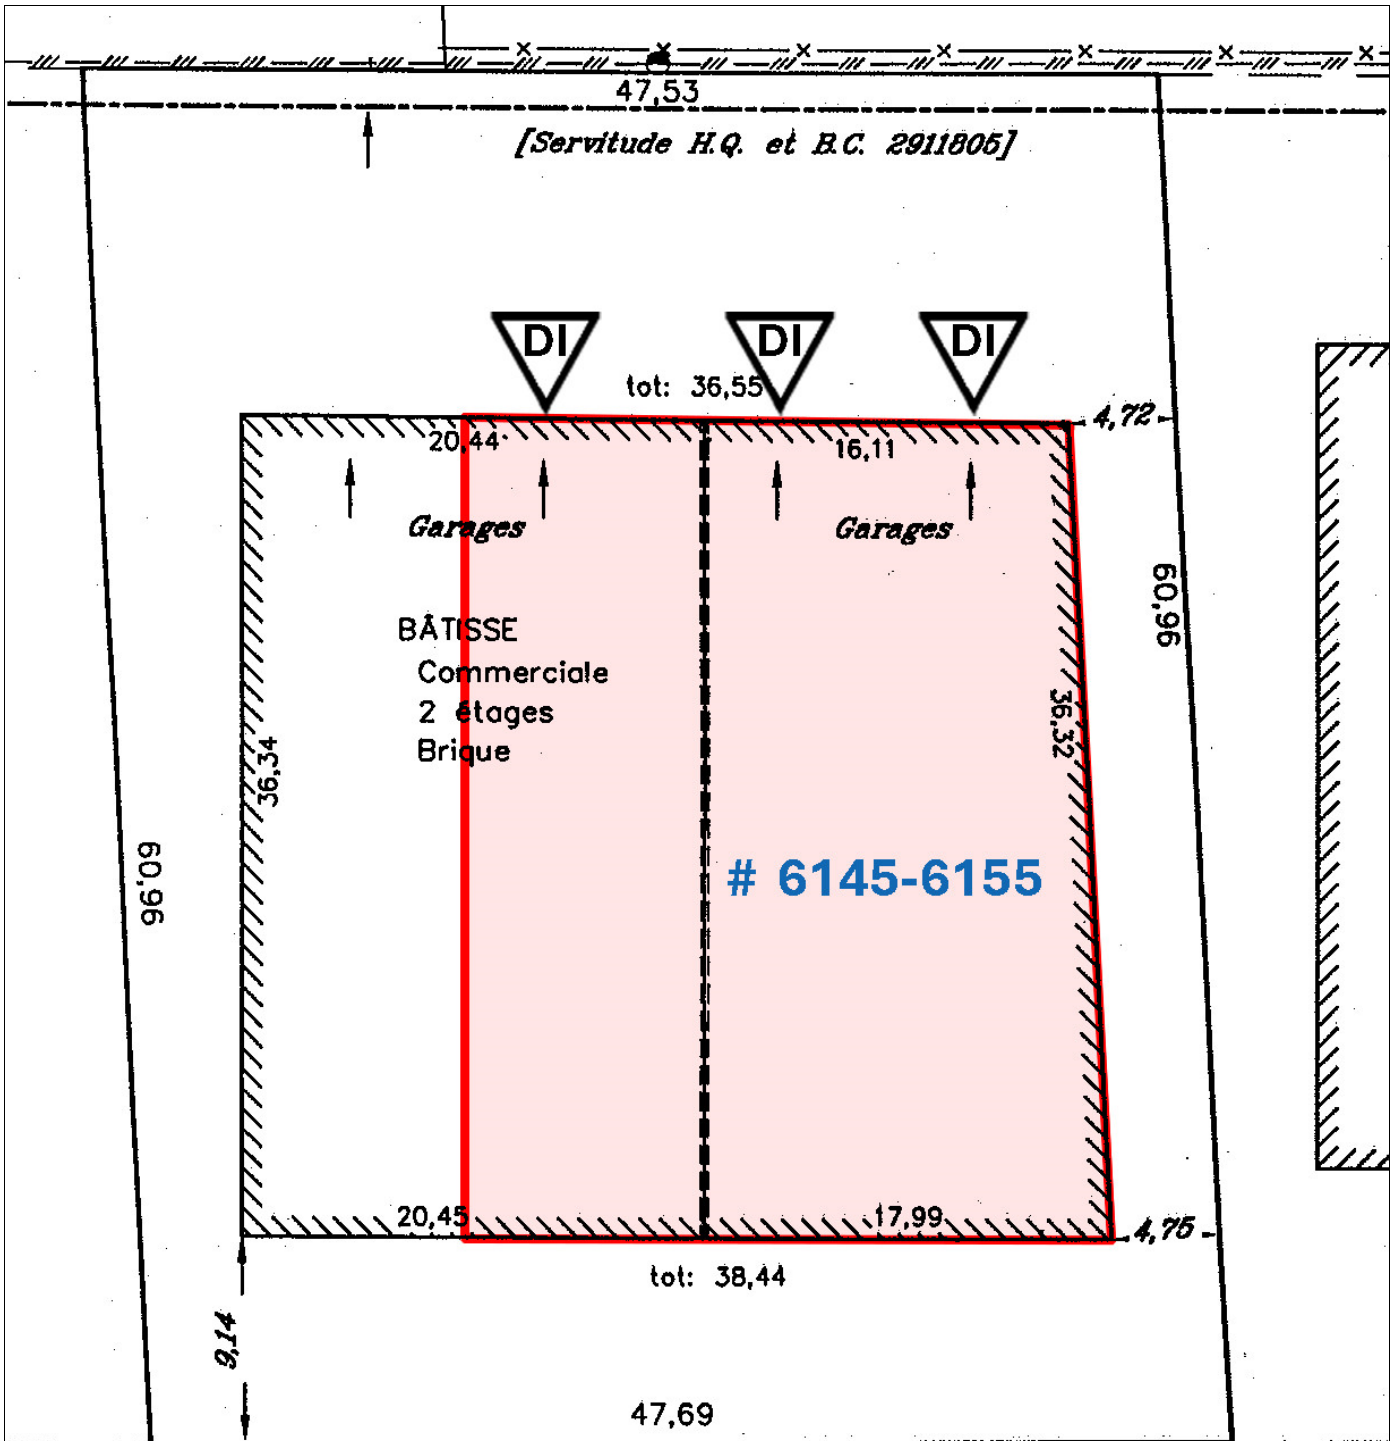 47,53
[Servitude H.Q. et B.C. 2911805]
DI
DI
DI
tot: 36,55
4,72
20,44
16,11
Garages
Garages
60,96
BÂTISSE
Commerciale
2 étages
Brique
36,32
36,34
60,96
# 6145-6155
20,45
17,99
4,75
tot: 38,44
9,14
47,69